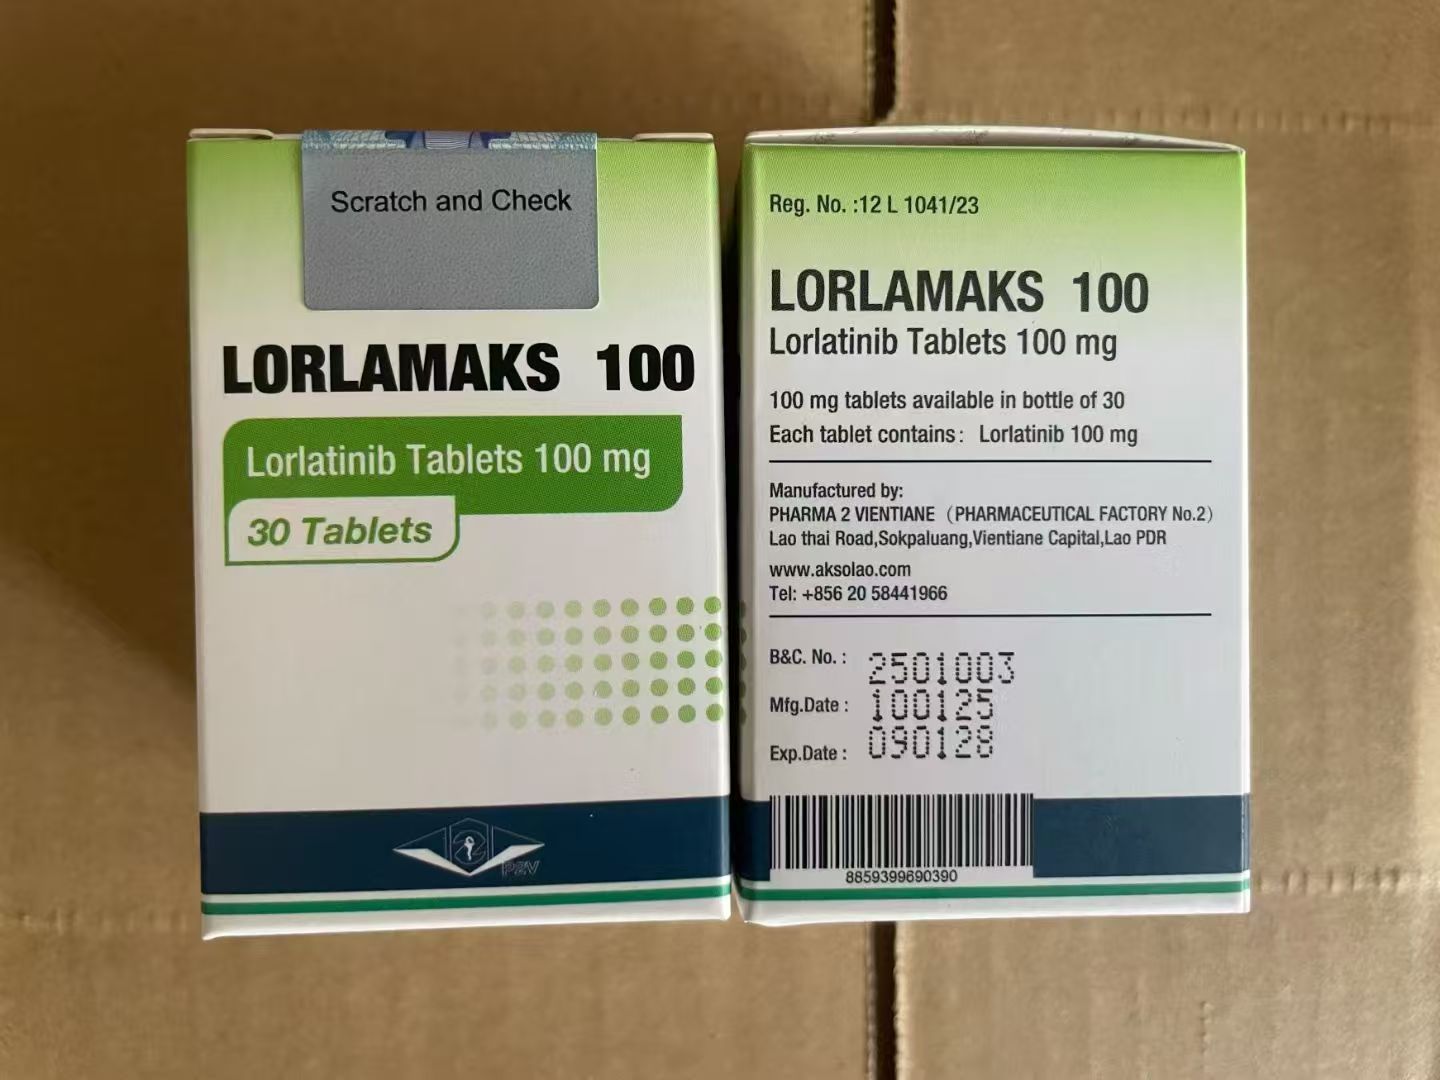 Scratch and Check
LORLAMAKS 100
Lorlatinib Tablets 100 mg
30 Tablets
2
P2V
Reg. No. :12 L 1041/23
LORLAMAKS 100
Lorlatinib Tablets 100 mg
100 mg tablets available in bottle of 30
Each tablet contains: Lorlatinib 100 mg
Manufactured by:
PHARMA 2 VIENTIANE (PHARMACEUTICAL FACTORY No.2)
Lao thai Road,Sokpaluang,Vientiane Capital,Lao PDR
www.aksolao.com
Tel: +856 20 58441966
B&C. No. : 2501003
Mfg.Date : 100125
Exp.Date : 090128
8859399690390